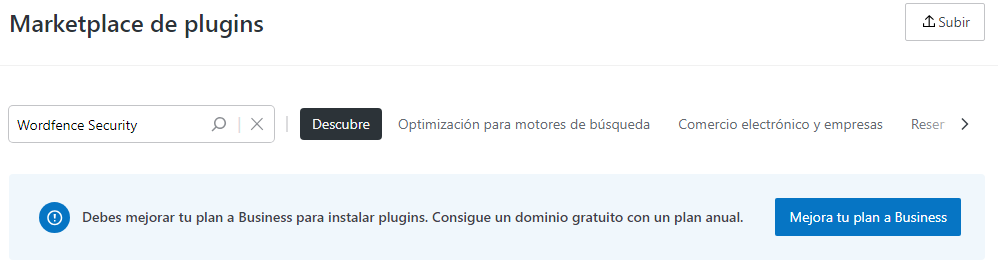 Marketplace de plugins
Subir
Wordfence Security
Descubre
Optimización para motores de búsqueda
Comercio electrónico y empresas
Reser
Debes mejorar tu plan a Business para instalar plugins. Consigue un dominio gratuito con un plan anual.
Mejora tu plan a Business